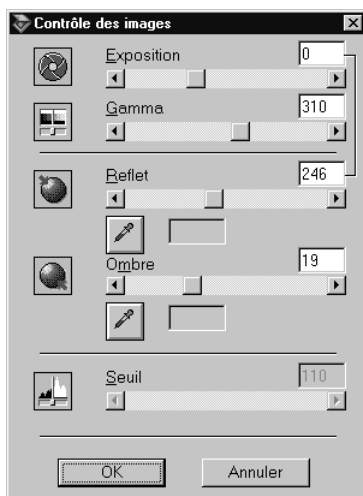 Contrôle des images
Exposition 0
Gamma 310
Reflet 246
Ombre 19
Seuil 110
OK Annuler